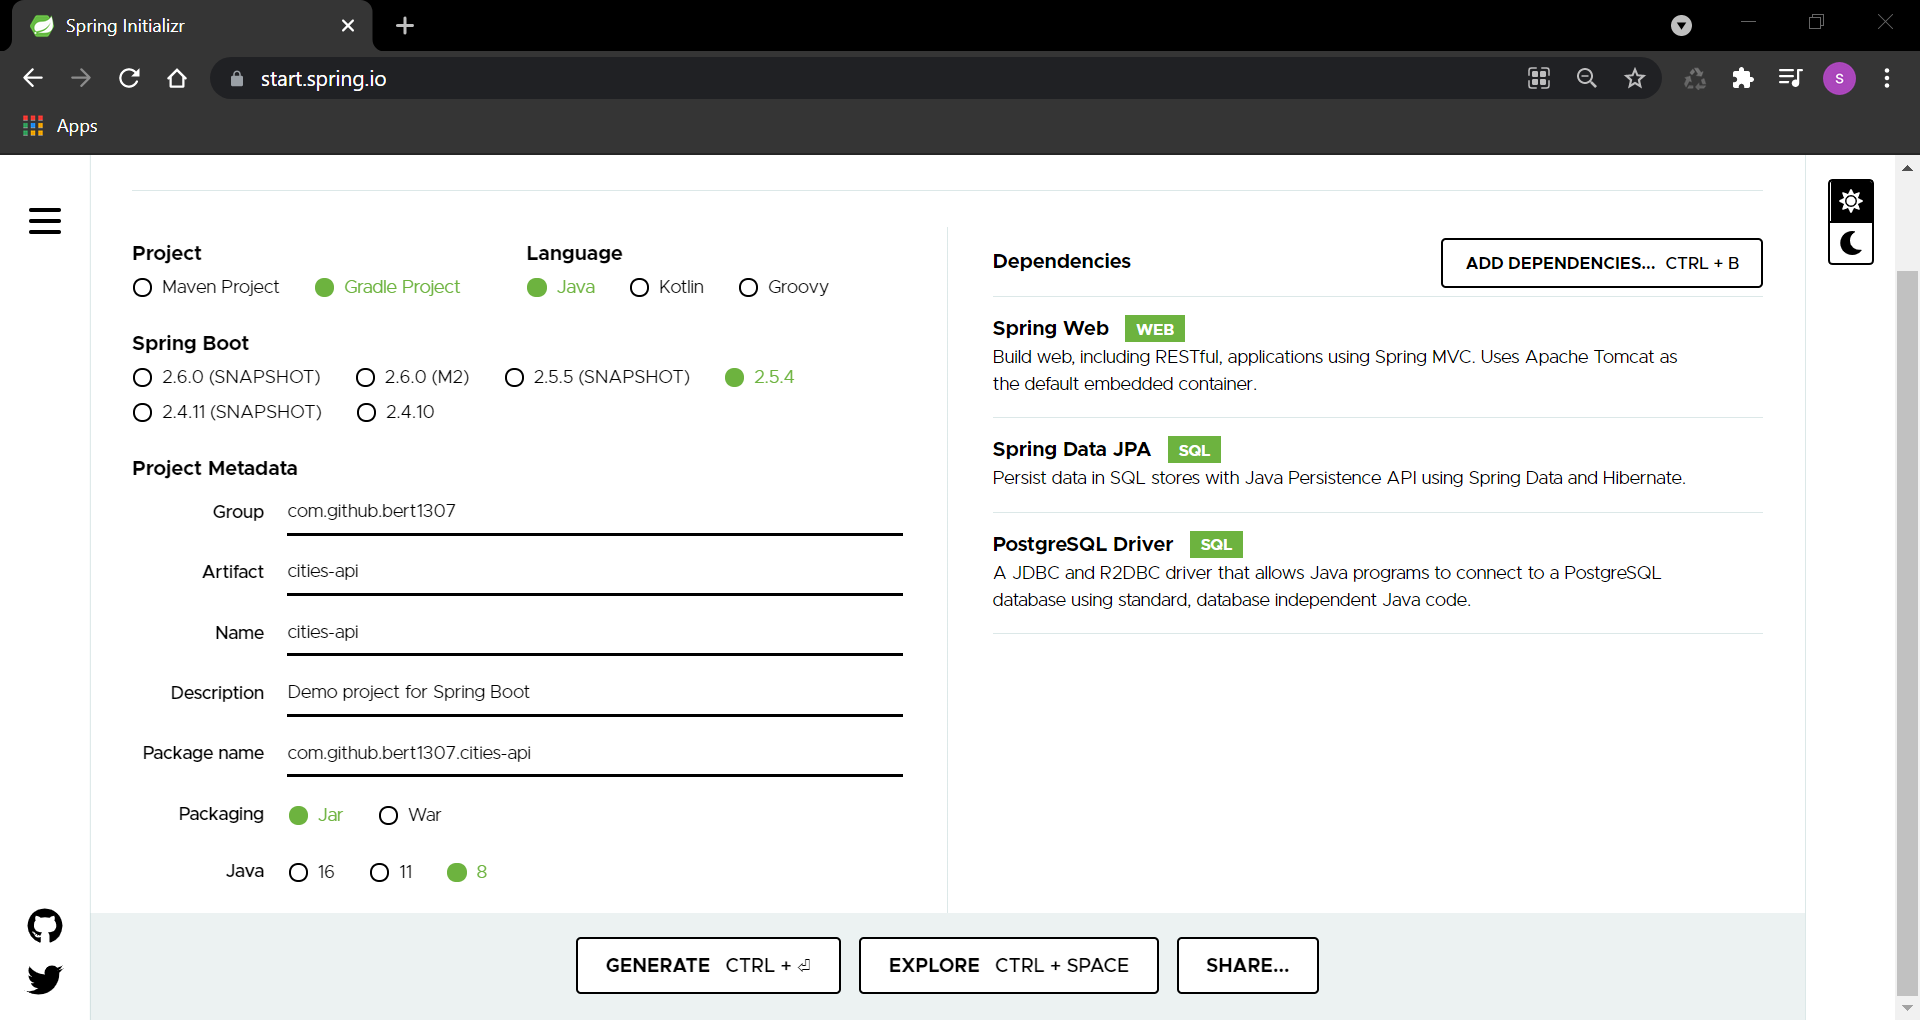 Spring Initializr
start.spring.io
S
Apps
Project
Maven Project Gradle Project
Language
Java Kotlin Groovy
Spring Boot
2.6.0 (SNAPSHOT) 2.6.0 (M2) 2.5.5 (SNAPSHOT) 2.5.4
2.4.11 (SNAPSHOT) 2.4.10
Project Metadata
Group com.github.bert1307
Artifact cities-api
Name cities-api
Description Demo project for Spring Boot
Package name com.github.bert1307.cities-api
Packaging Jar War
Java 16 11 8
Dependencies
ADD DEPENDENCIES... CTRL + B
Spring Web WEB
Build web, including RESTful, applications using Spring MVC. Uses Apache Tomcat as
the default embedded container.
Spring Data JPA SQL
Persist data in SQL stores with Java Persistence API using Spring Data and Hibernate.
PostgreSQL Driver SQL
A JDBC and R2DBC driver that allows Java programs to connect to a PostgreSQL
database using standard, database independent Java code.
GENERATE CTRL + ⏎
EXPLORE CTRL + SPACE
SHARE...